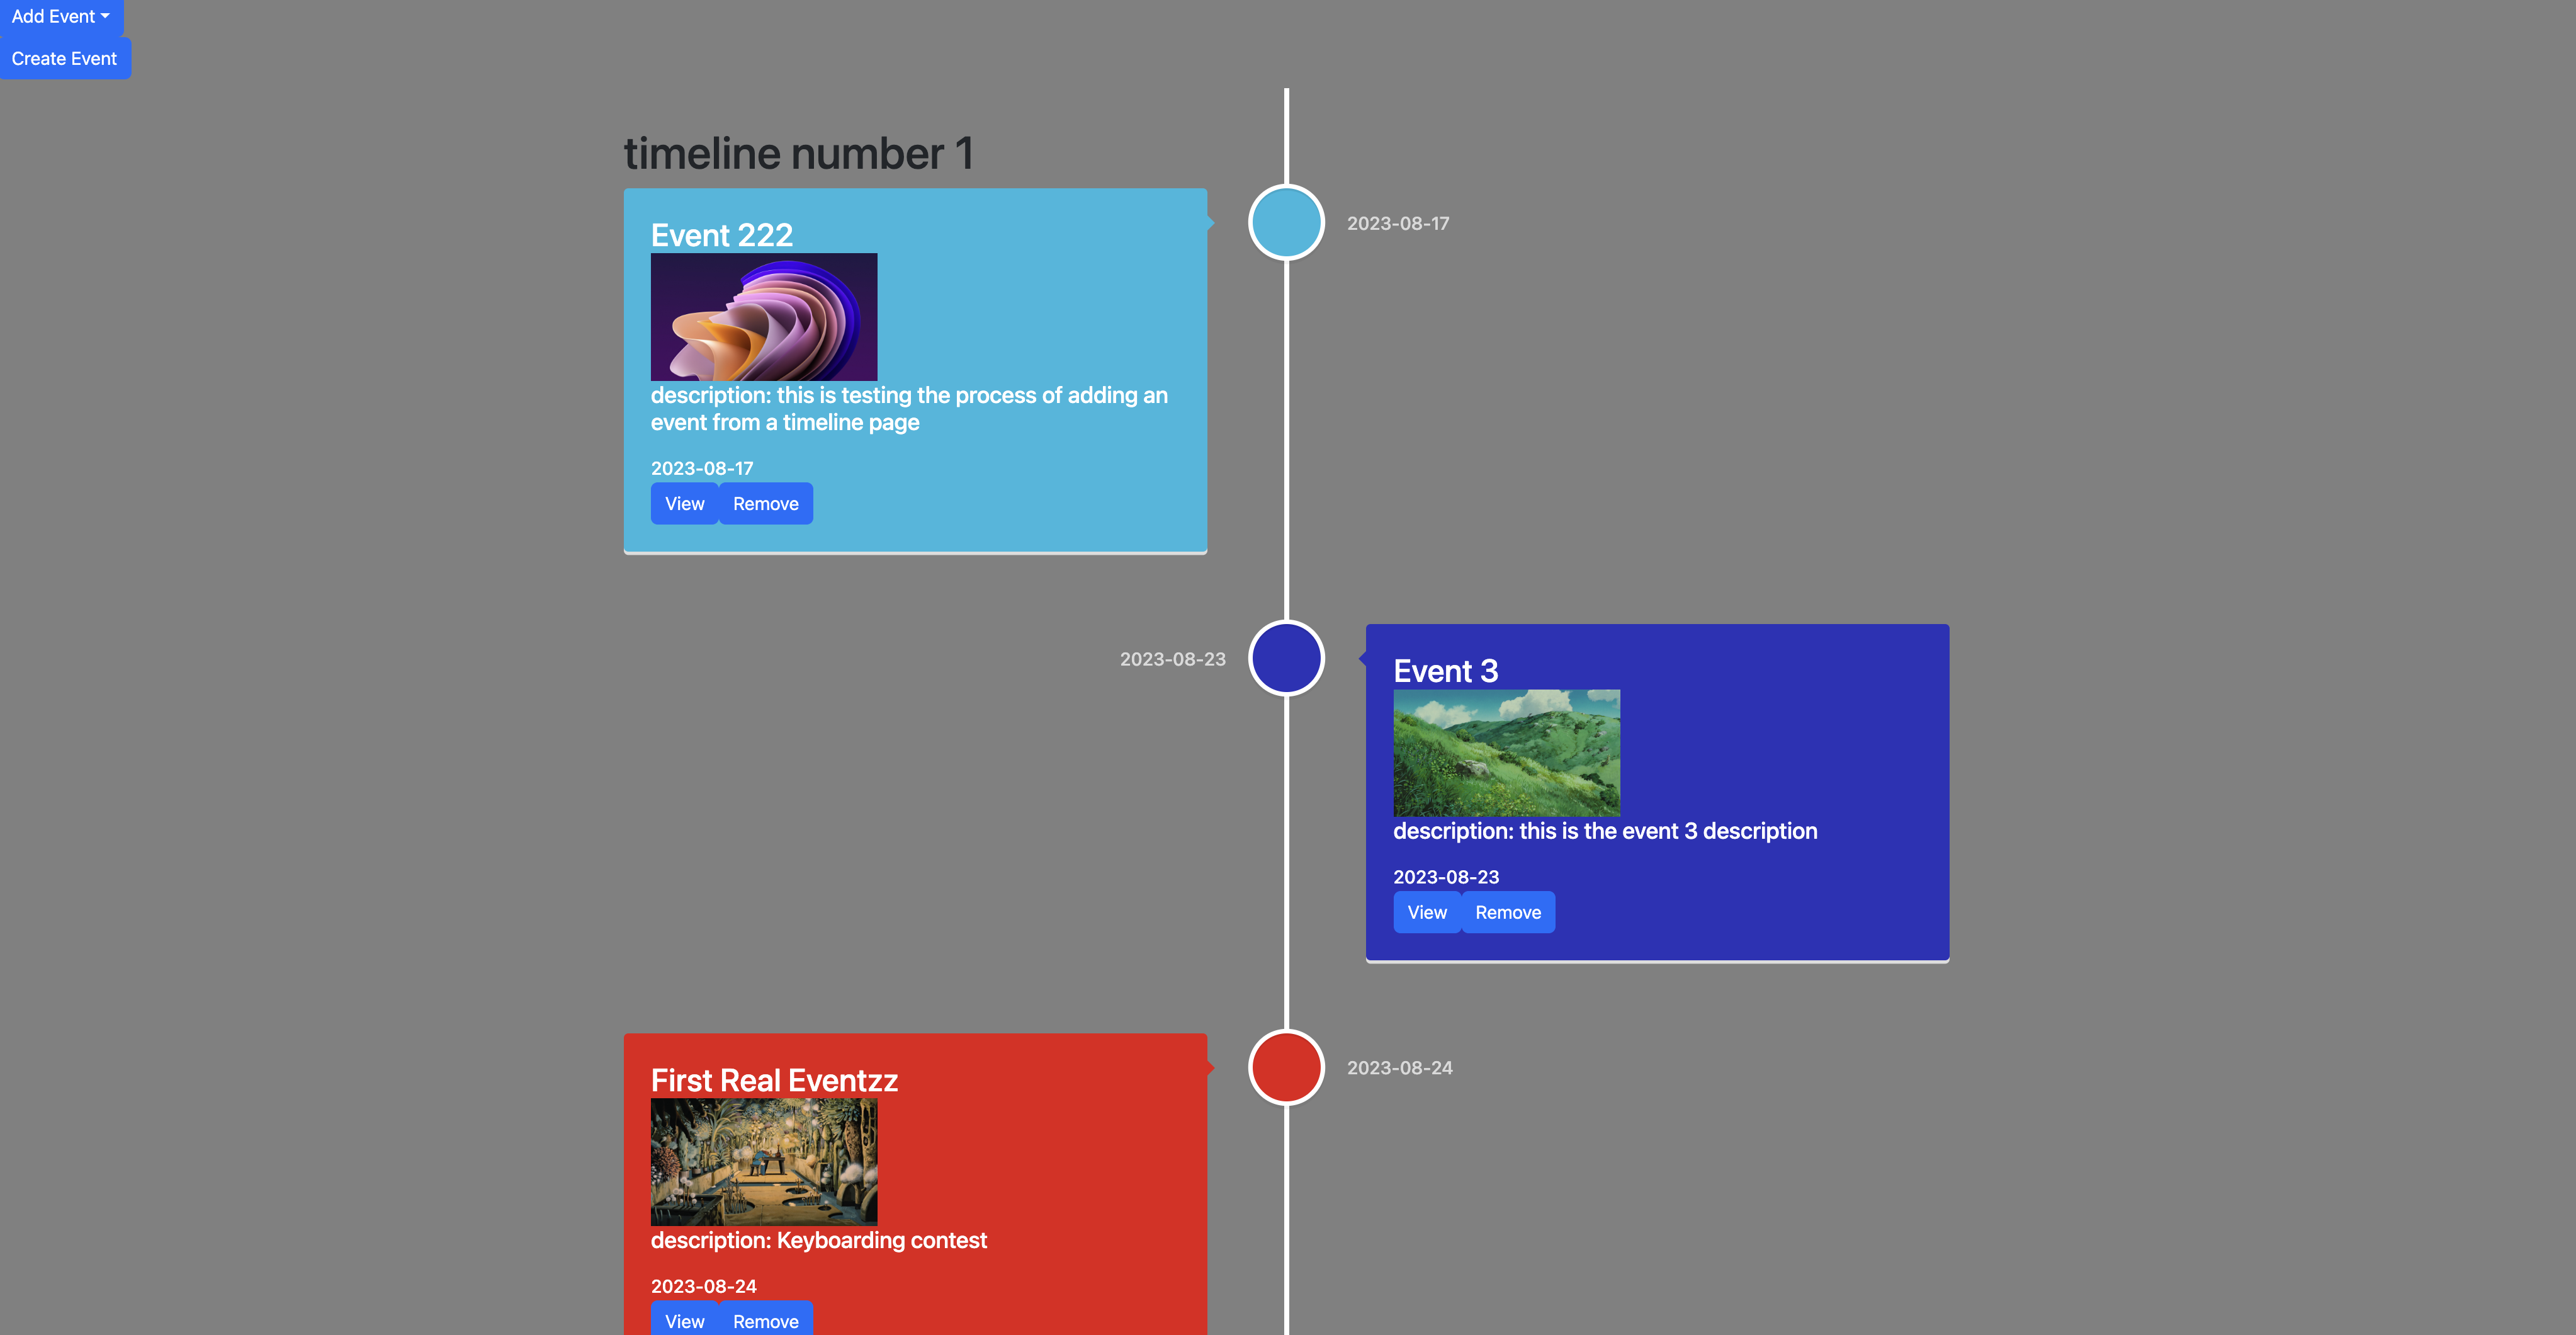 Add Event
Create Event
timeline number 1
Event 222
2023-08-17
description: this is testing the process of adding an
event from a timeline page
2023-08-17
View Remove
2023-08-23
Event 3
description: this is the event 3 description
2023-08-23
View Remove
First Real Eventzz
2023-08-24
description: Keyboarding contest
2023-08-24
View Remove